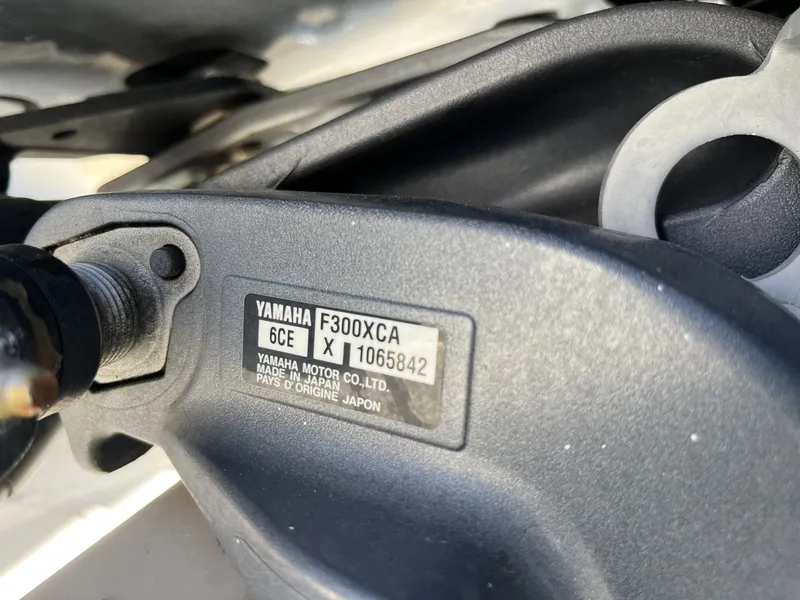 YAMAHA F300XCA
6CE X 1065842
YAMAHA MOTOR CO.,LTD.
MADE IN JAPAN
PAYS D'ORIGINE JAPON